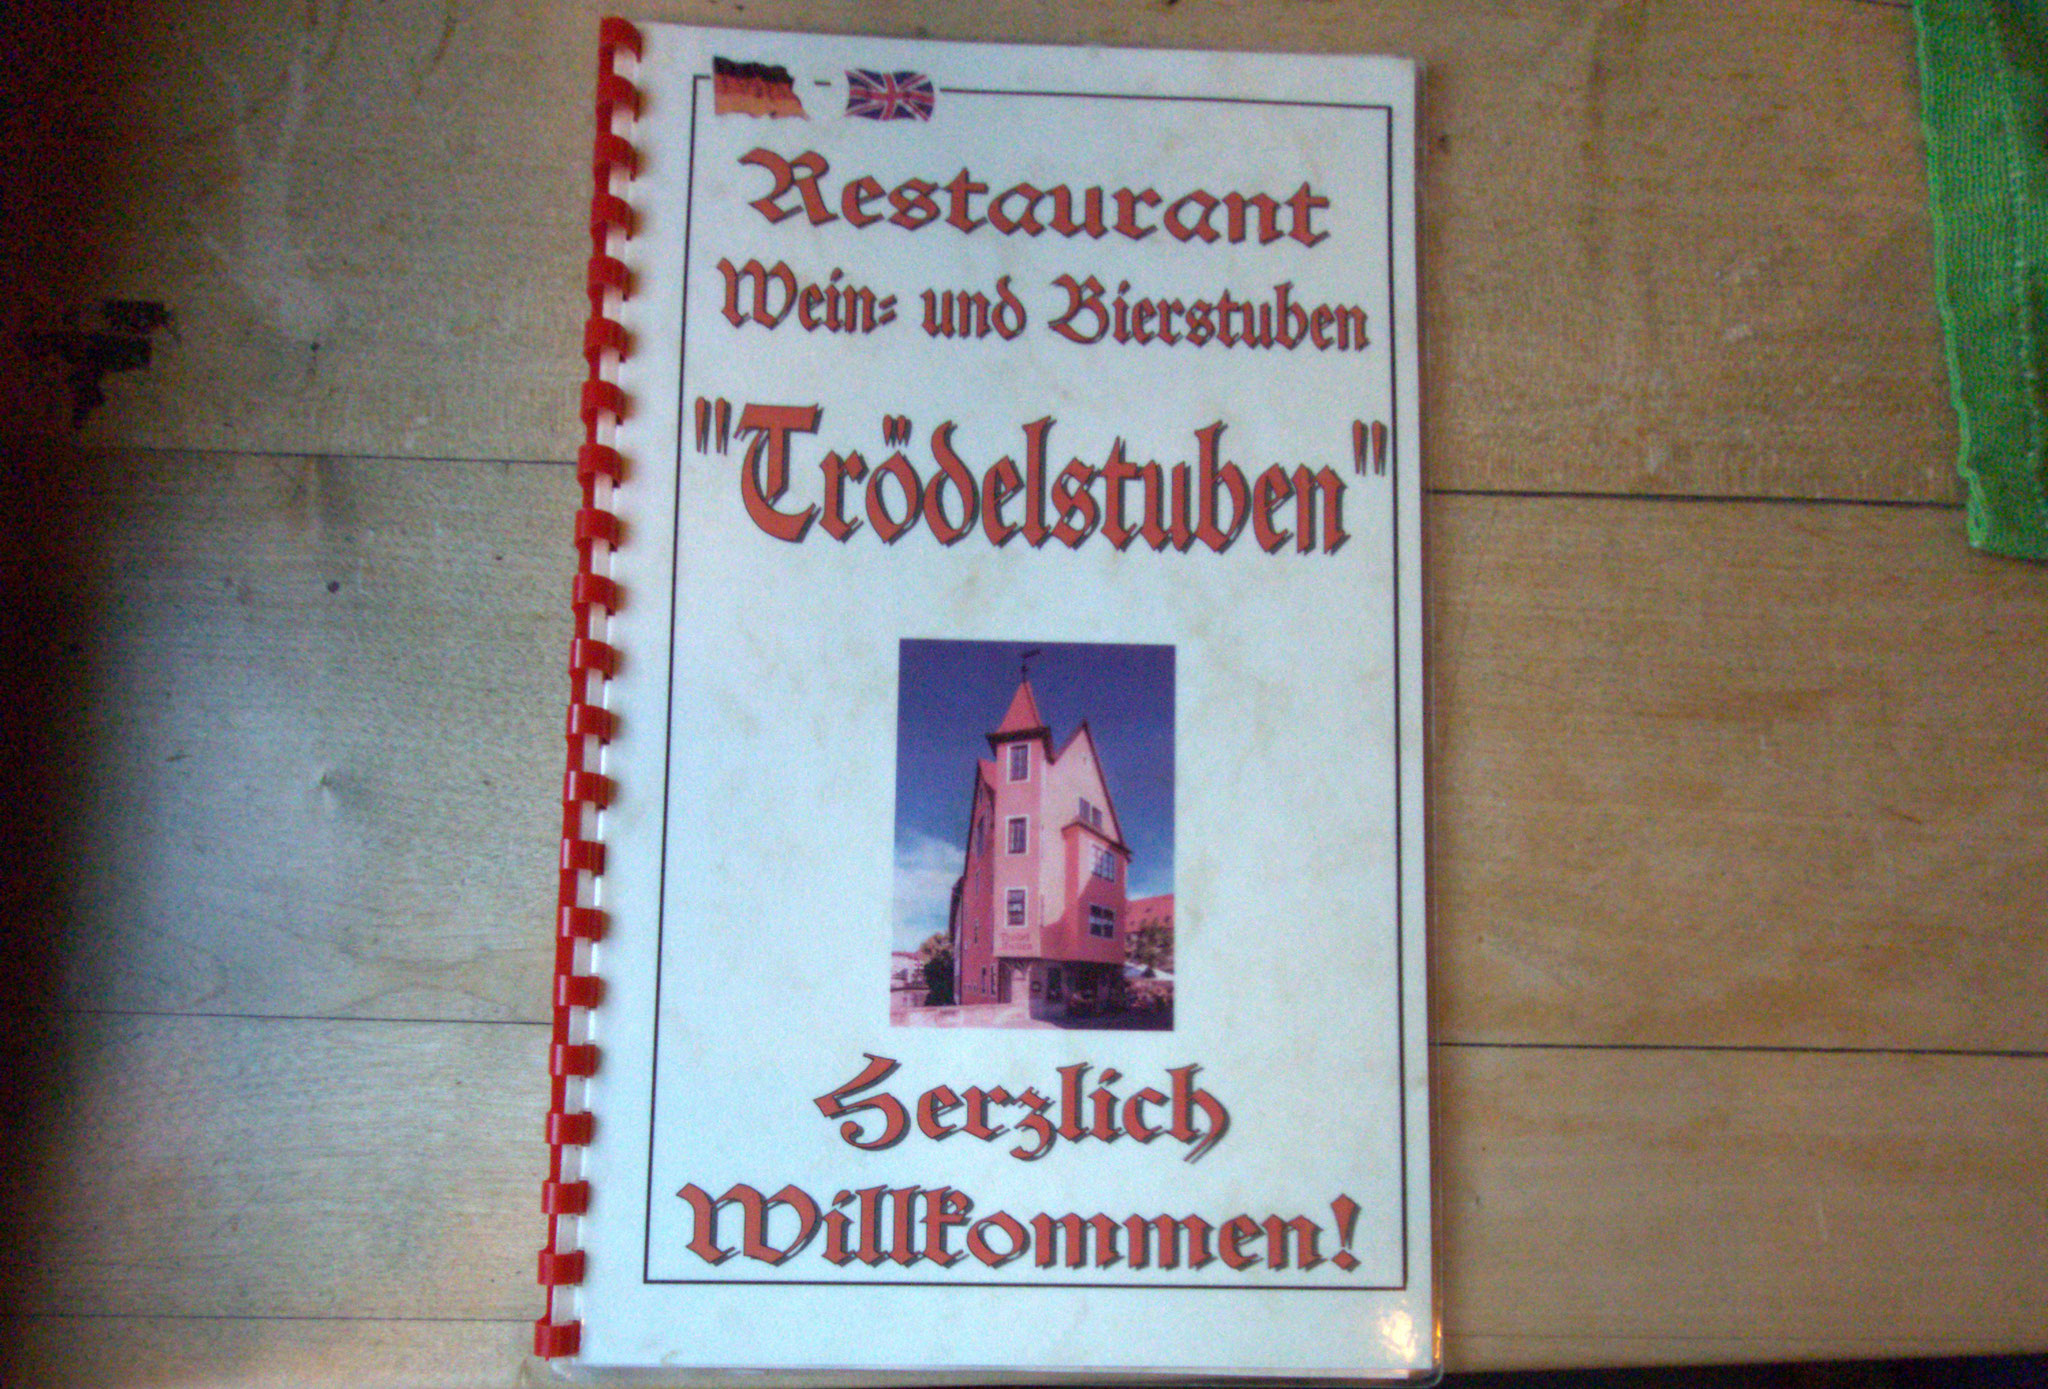 Restaurant
Wein- und Bierstuben
"Trödelstuben"
Herzlich
Willkommen!